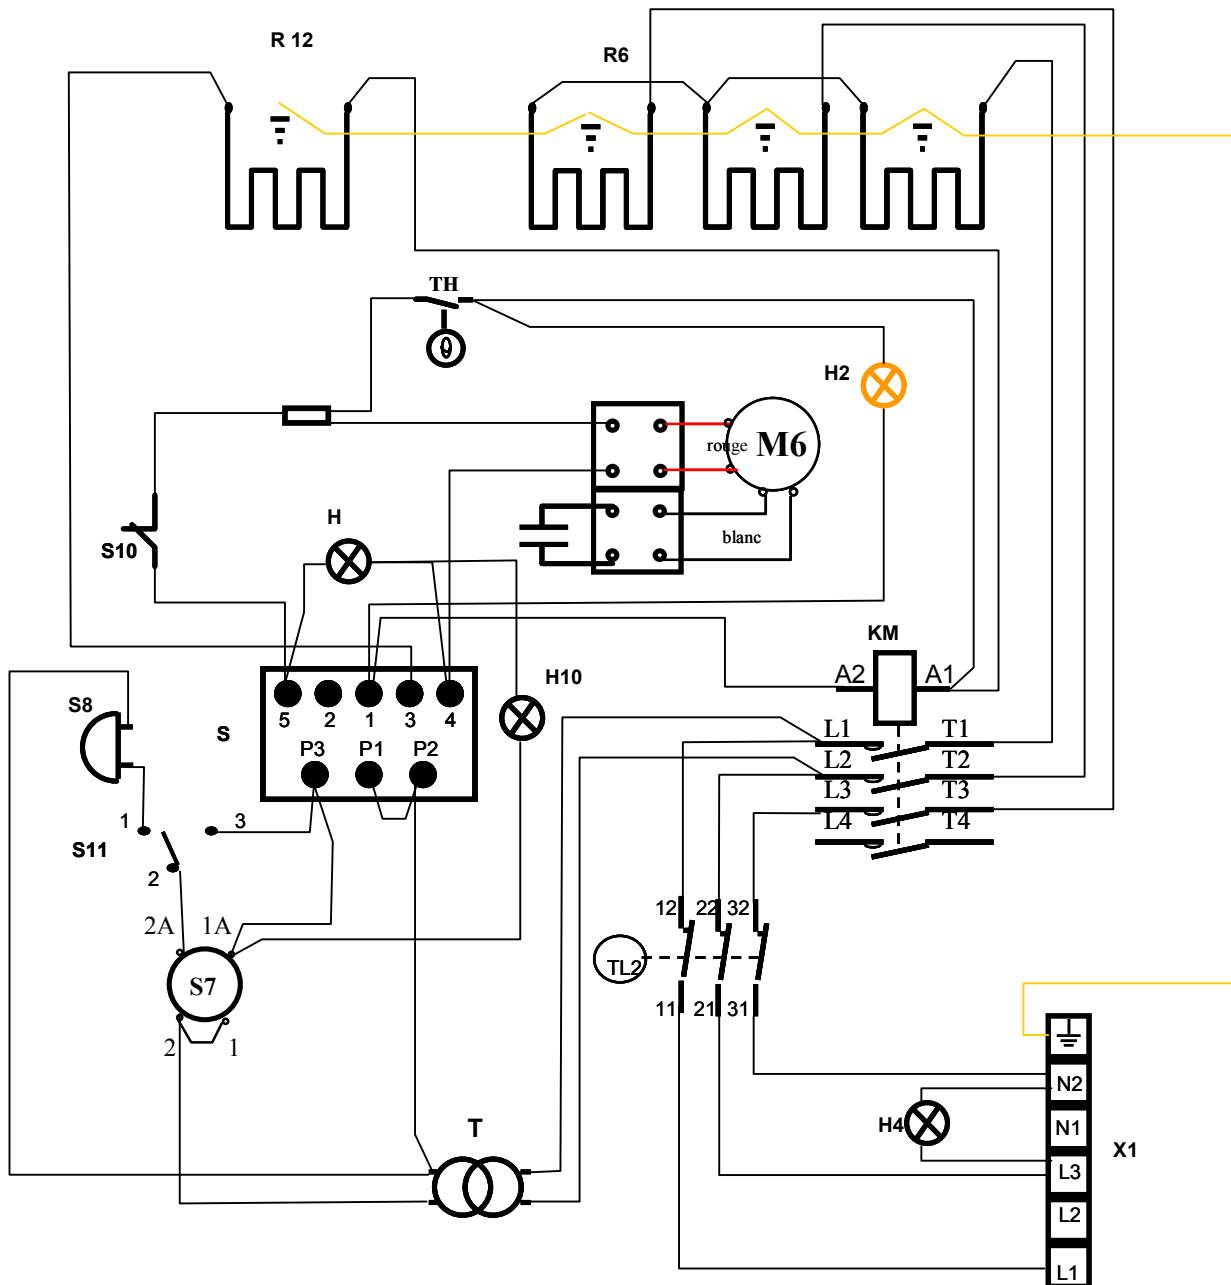 R 12
R6
TH
H2
rouge
M6
H
blanc
S10
KM
A2
A1
H10
S8
5
2
1
3
4
S
P3
P1
P2
L1
T1
L2
T2
L3
T3
L4
T4
1
3
S11
2
2A
1A
12
22
32
TL2
S7
11
21
31
2
1
N2
H4
N1
T
X1
L3
L2
L1